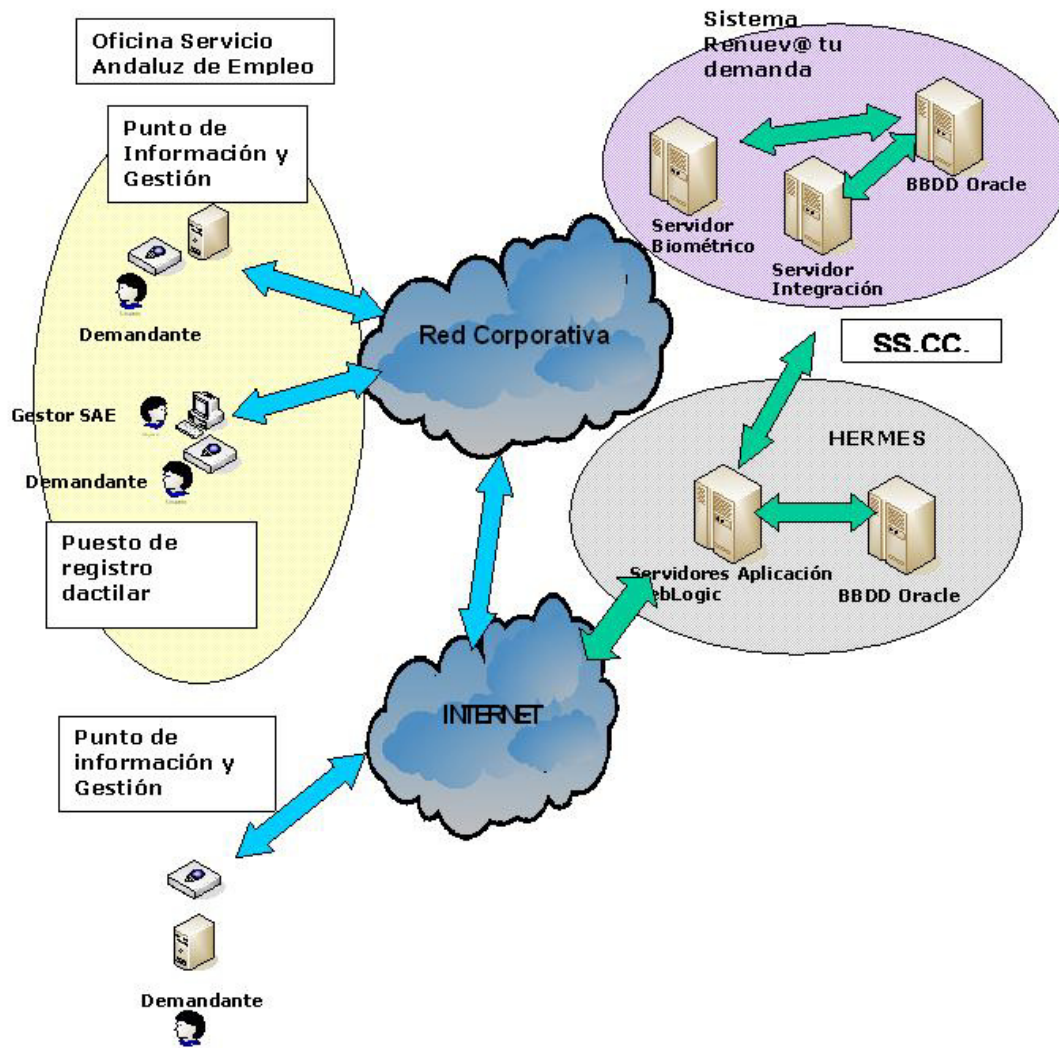 Oficina Servicio
Andaluz de Empleo
Punto de
Información y
Gestión
Demandante
Gestor SAE
Demandante
Puesto de
registro
dactilar
Red Corporativa
Sistema
Renuev@ tu
demanda
Servidor
Biométrico
BBDD Oracle
Servidor
Integración
SS.CC.
HERMES
Servidores Aplicación
ebLogic
BBDD Oracle
INTERNET
Punto de
información y
Gestión
Demandante